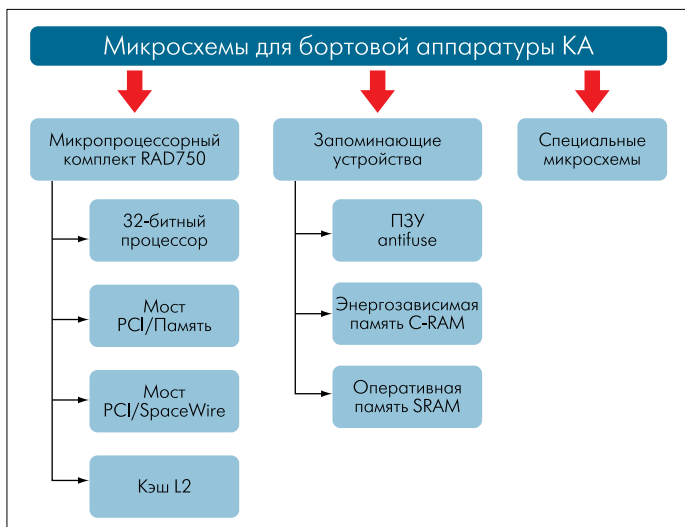 Микросхемы для бортовой аппаратуры КА
Микропроцессорный
комплект RAD750
32-битный
процессор
Мост
PCI/Память
Мост
PCI/SpaceWire
Кэш L2
Запоминающие
устройства
ПЗУ
antifuse
Энергозависимая
память C-RAM
Оперативная
память SRAM
Специальные
микросхемы